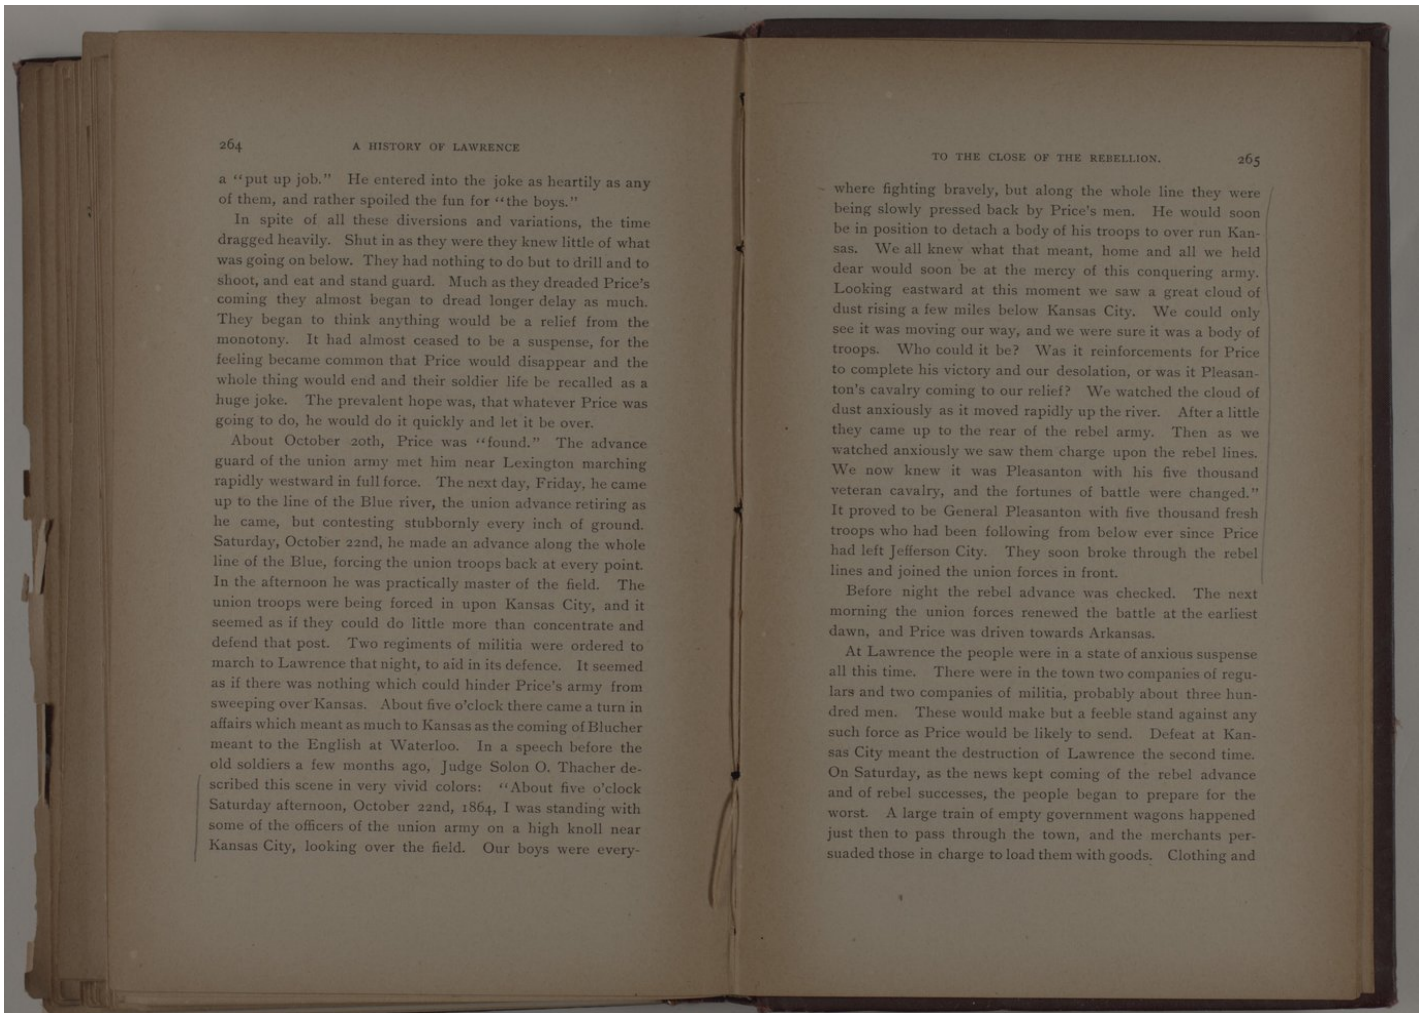 264
A HISTORY OF LAWRENCE
a “put up job.” He entered into the joke as heartily as any
of them, and rather spoiled the fun for “the boys.”
In spite of all these diversions and variations, the time
dragged heavily. Shut in as they were they knew little of what
was going on below. They had nothing to do but to drill and to
shoot, and eat and stand guard. Much as they dreaded Price's
coming they almost began to dread longer delay as much.
They began to think anything would be a relief from the
monotony. It had almost ceased to be a suspense, for the
feeling became common that Price would disappear and the
whole thing would end and their soldier life be recalled as a
huge joke. The prevalent hope was, that whatever Price was
going to do, he would do it quickly and let it be over.
About October 20th, Price was “found.” The advance
guard of the union army met him near Lexington marching
rapidly westward in full force. The next day, Friday, he came
up to the line of the Blue river, the union advance retiring as
he came, but contesting stubbornly every inch of ground.
Saturday, October 22nd, he made an advance along the whole
line of the Blue, forcing the union troops back at every point.
In the afternoon he was practically master of the field. The
union troops were being forced in upon Kansas City, and it
seemed as if they could do little more than concentrate and
defend that post. Two regiments of militia were ordered to
march to Lawrence that night, to aid in its defence. It seemed
as if there was nothing which could hinder Price's army from
sweeping over Kansas. About five o'clock there came a turn in
affairs which meant as much to Kansas as the coming of Blucher
meant to the English at Waterloo. In a speech before the
old soldiers a few months ago, Judge Solon O. Thacher de-
scribed this scene in very vivid colors: “About five o'clock
Saturday afternoon, October 22nd, 1864, I was standing with
some of the officers of the union army on a high knoll near
Kansas City, looking over the field. Our boys were every-
TO THE CLOSE OF THE REBELLION.
265
where fighting bravely, but along the whole line they were
being slowly pressed back by Price's men. He would soon
be in position to detach a body of his troops to over run Kan-
sas. We all knew what that meant, home and all we held
dear would soon be at the mercy of this conquering army.
Looking eastward at this moment we saw a great cloud of
dust rising a few miles below Kansas City. We could only
see it was moving our way, and we were sure it was a body of
troops. Who could it be? Was it reinforcements for Price
to complete his victory and our desolation, or was it Pleasan-
ton's cavalry coming to our relief? We watched the cloud of
dust anxiously as it moved rapidly up the river. After a little
they came up to the rear of the rebel army. Then as we
watched anxiously we saw them charge upon the rebel lines.
We now knew it was Pleasanton with his five thousand
veteran cavalry, and the fortunes of battle were changed.”
It proved to be General Pleasanton with five thousand fresh
troops who had been following from below ever since Price
had left Jefferson City. They soon broke through the rebel
lines and joined the union forces in front.
Before night the rebel advance was checked. The next
morning the union forces renewed the battle at the earliest
dawn, and Price was driven towards Arkansas.
At Lawrence the people were in a state of anxious suspense
all this time. There were in the town two companies of regu-
lars and two companies of militia, probably about three hun-
dred men. These would make but a feeble stand against any
such force as Price would be likely to send. Defeat at Kan-
sas City meant the destruction of Lawrence the second time.
On Saturday, as the news kept coming of the rebel advance
and of rebel successes, the people began to prepare for the
worst. A large train of empty government wagons happened
just then to pass through the town, and the merchants per-
suaded those in charge to load them with goods. Clothing and